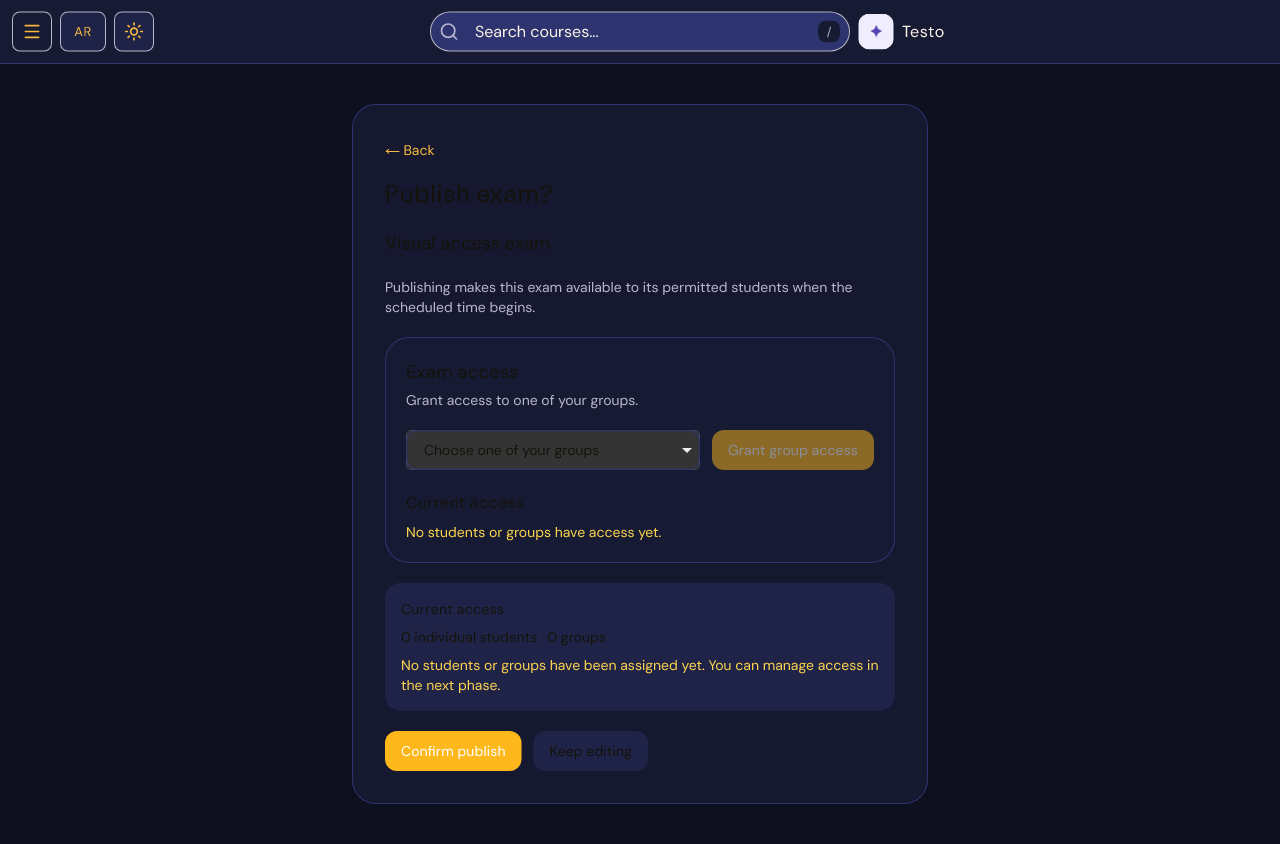 AR
Search courses...
/
Testo
← Back
Publish exam?
Visual access exam
Publishing makes this exam available to its permitted students when the
scheduled time begins.
Exam access
Grant access to one of your groups.
Choose one of your groups
Grant group access
Current access
No students or groups have access yet.
Current access
0 individual students · 0 groups
No students or groups have been assigned yet. You can manage access in
the next phase.
Confirm publish
Keep editing